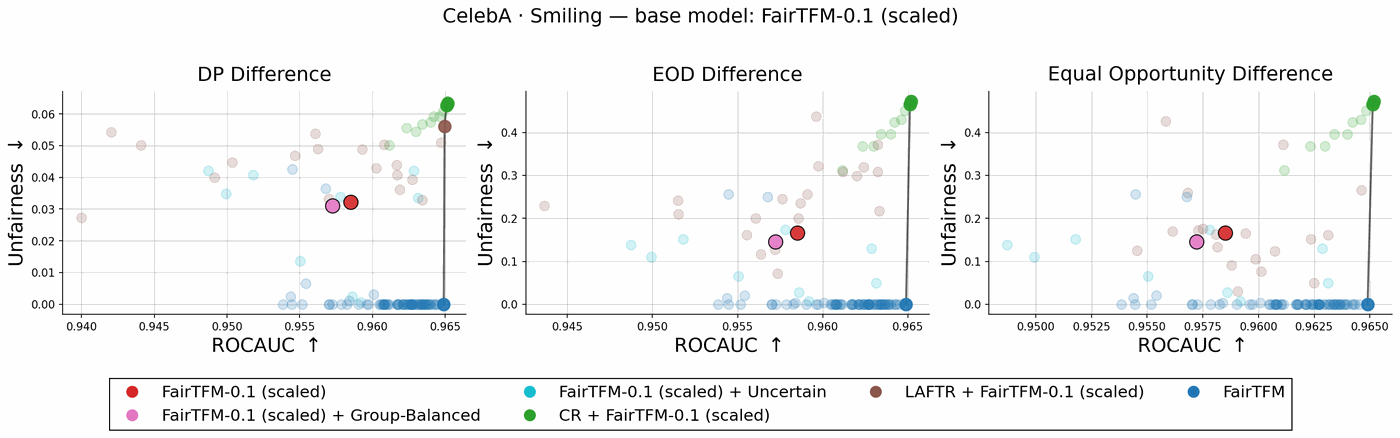 CelebA · Smiling — base model: FairTFM-0.1 (scaled)
DP Difference
EOD Difference
Equal Opportunity Difference
Unfairness ↓
0.06
0.05
0.04
0.03
0.02
0.01
0.00
0.940 0.945 0.950 0.955 0.960 0.965
ROCAUC ↑
Unfairness ↓
0.4
0.3
0.2
0.1
0.0
0.945 0.950 0.955 0.960 0.965
ROCAUC ↑
Unfairness ↓
0.4
0.3
0.2
0.1
0.0
0.9500 0.9525 0.9550 0.9575 0.9600 0.9625 0.9650
ROCAUC ↑
FairTFM-0.1 (scaled)
FairTFM-0.1 (scaled) + Group-Balanced
FairTFM-0.1 (scaled) + Uncertain
CR + FairTFM-0.1 (scaled)
LAFTR + FairTFM-0.1 (scaled)
FairTFM